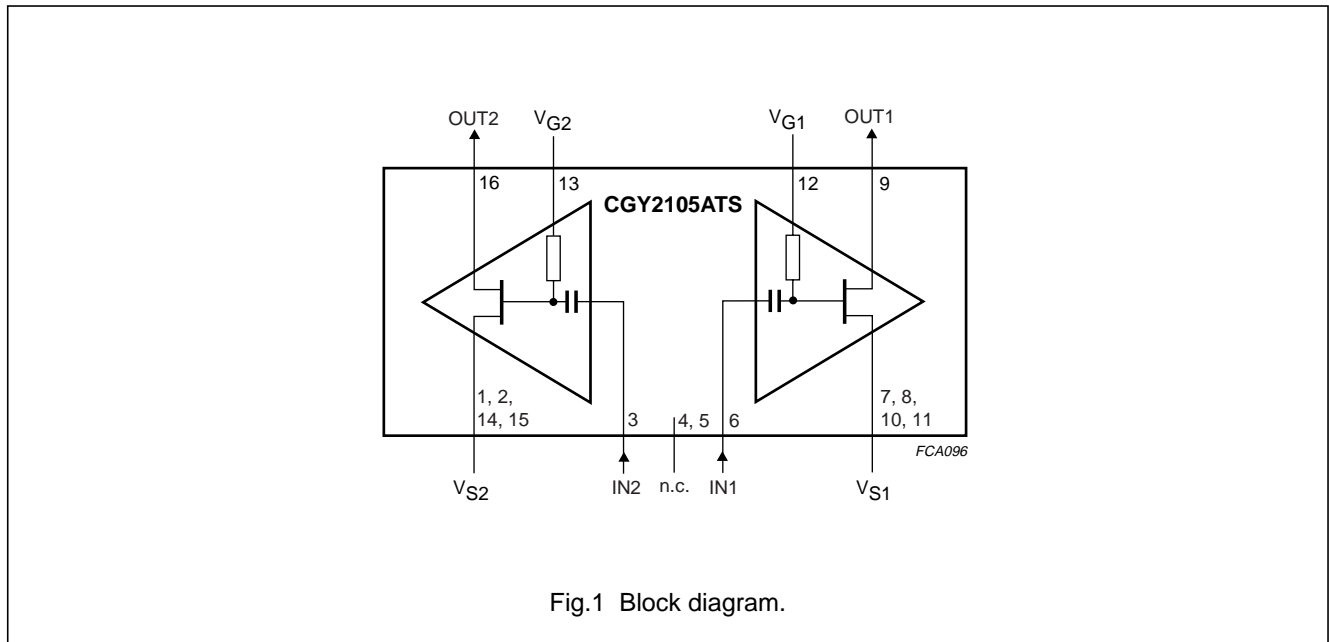 OUT2 VG2 VG1 OUT1
16 13 12 9
CGY2105ATS
1, 2, 7, 8,
14, 15 3 4, 5 6 10, 11
FCA096
VS2 IN2 n.c. IN1 VS1
Fig.1 Block diagram.